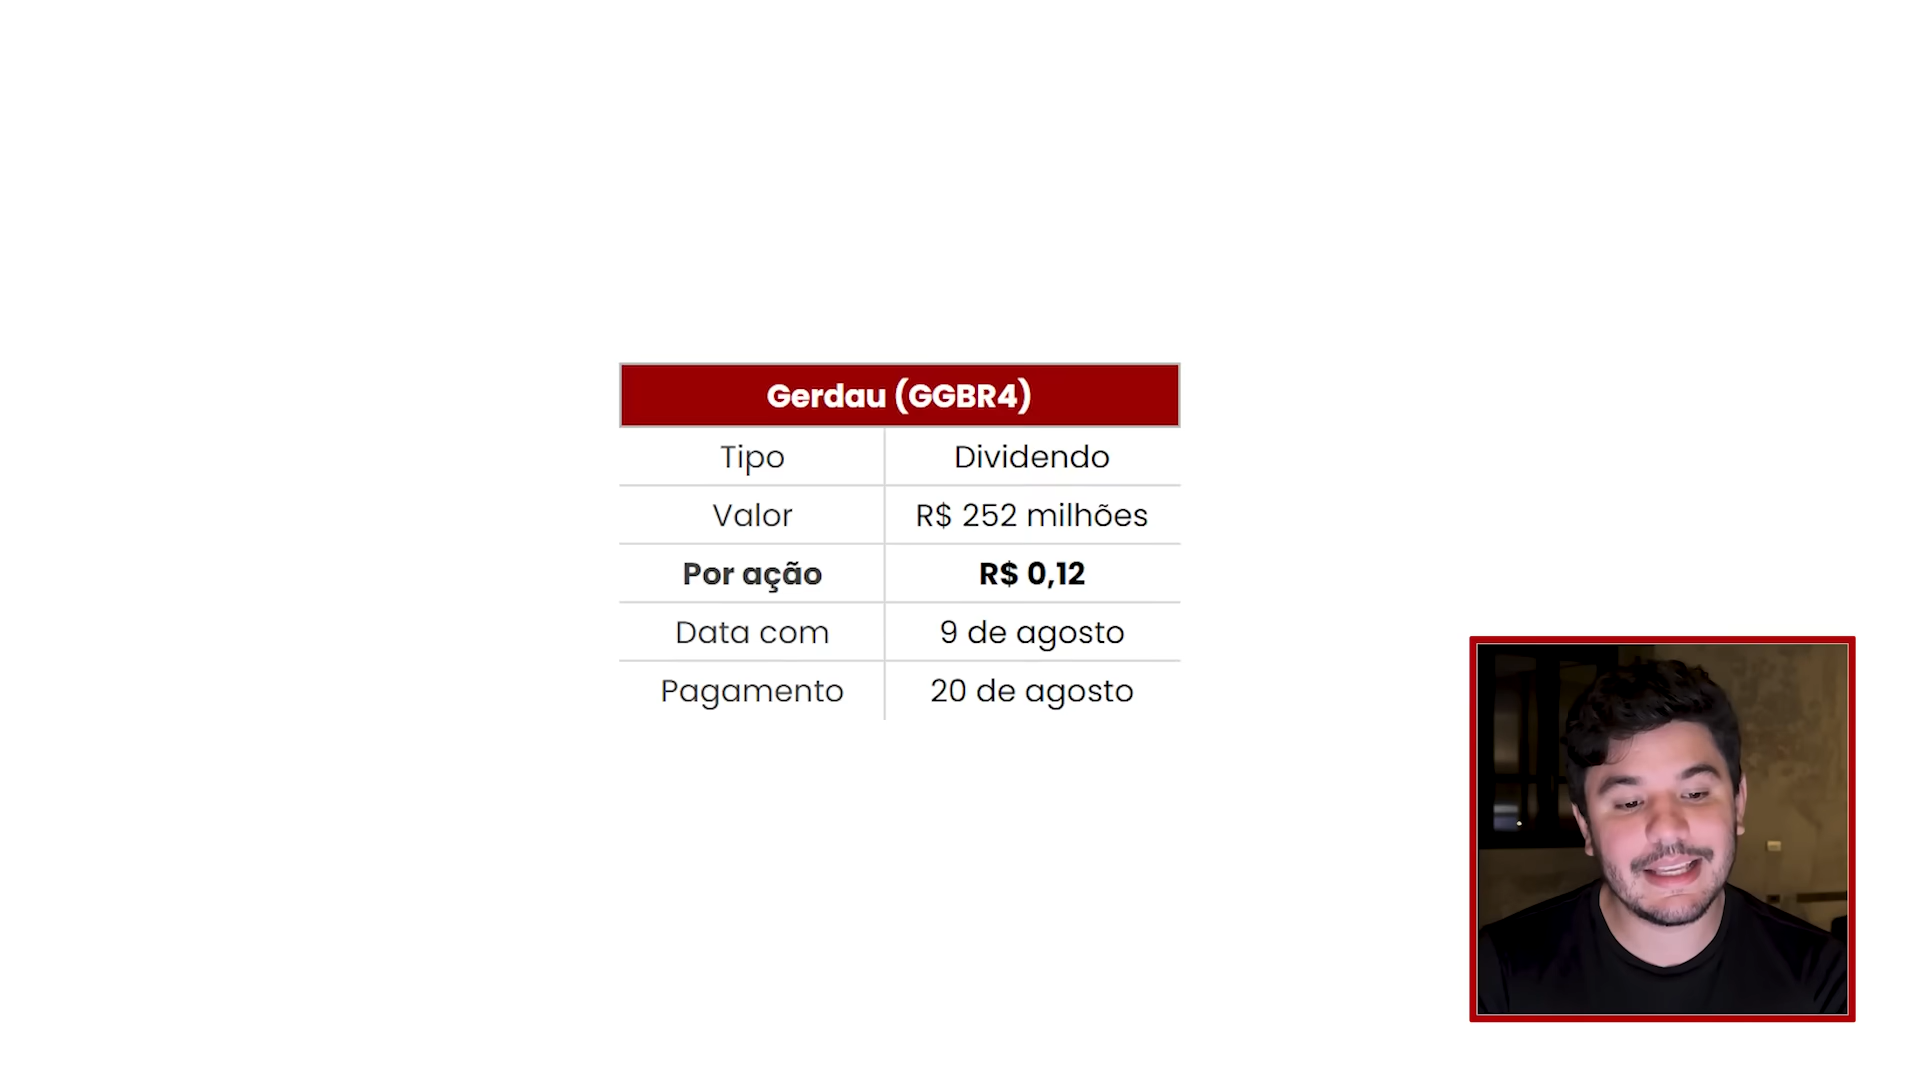 Gerdau (GGBR4)
Tipo Dividendo
Valor R$ 252 milhões
Por ação R$ 0,12
Data com 9 de agosto
Pagamento 20 de agosto